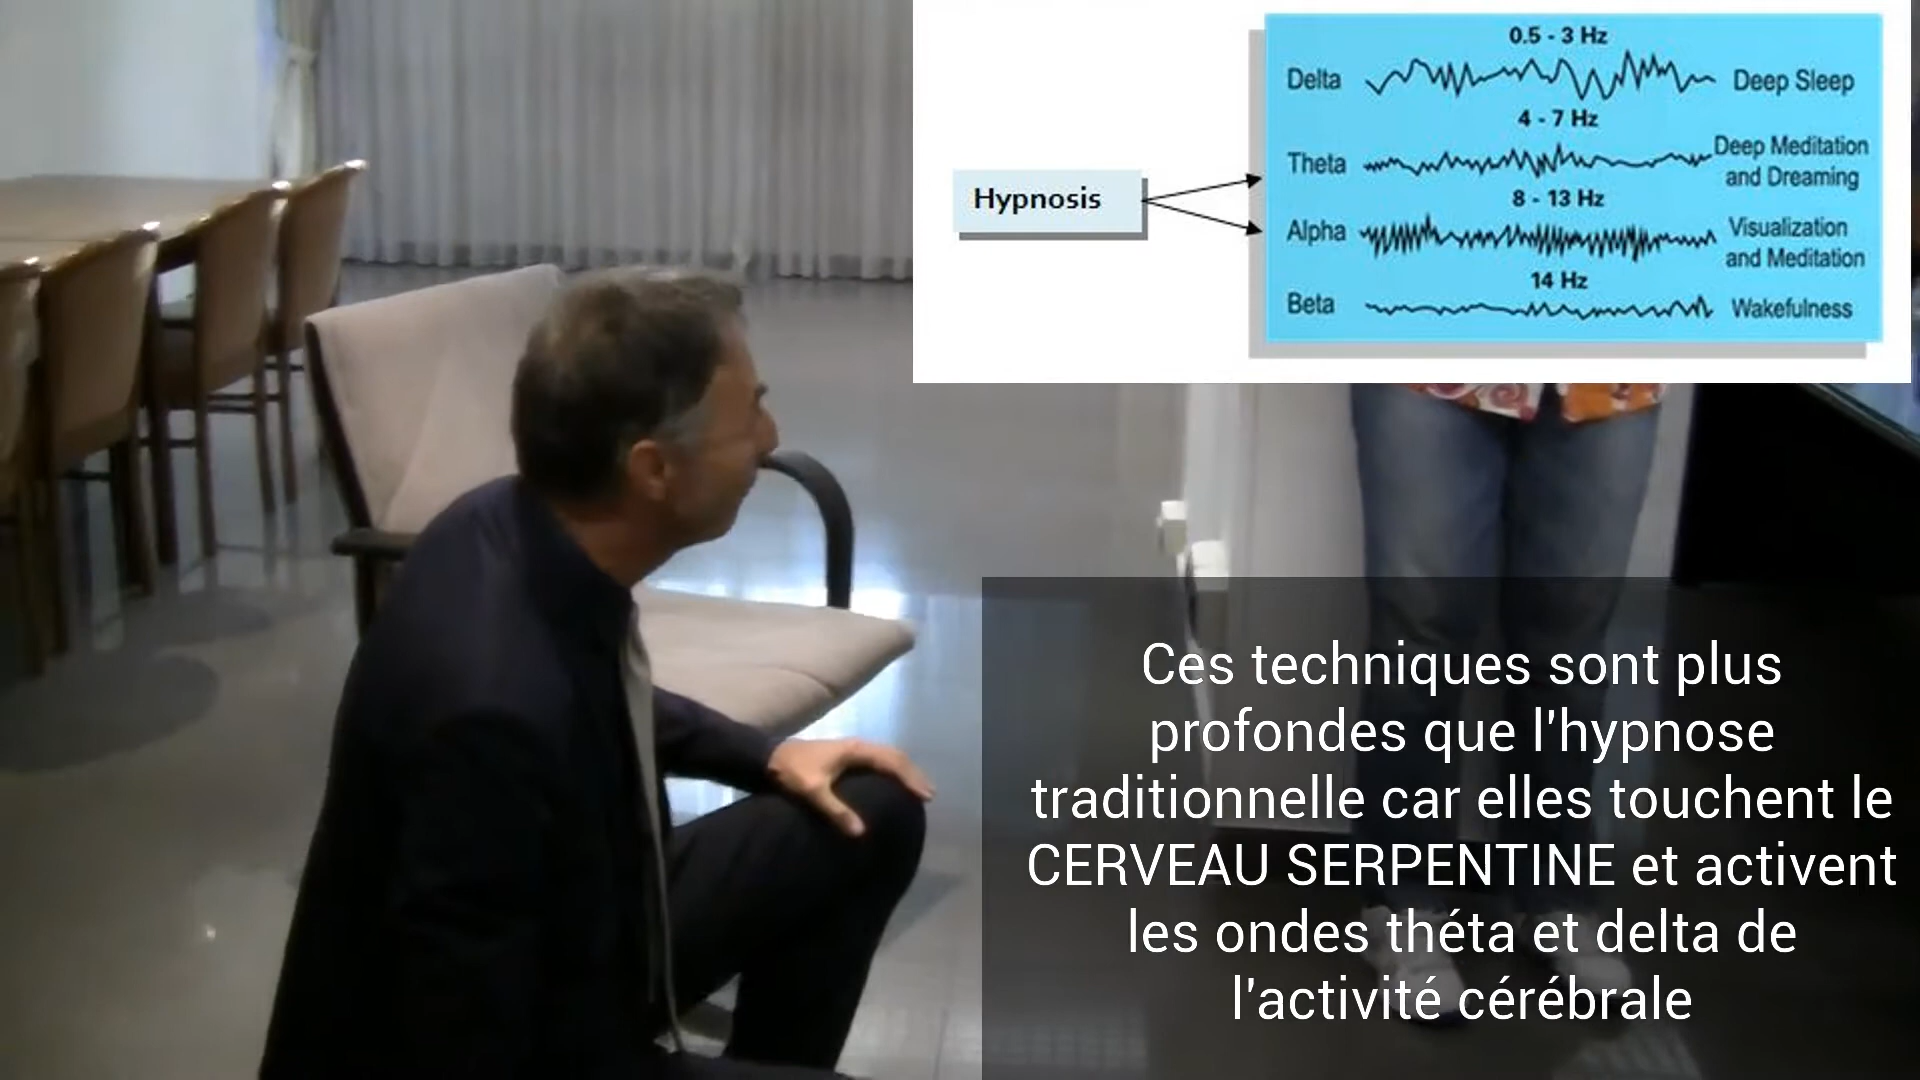 0.5 - 3 Hz
Delta
Deep Sleep
4 - 7 Hz
Theta
Deep Meditation
and Dreaming
Hypnosis
8 - 13 Hz
Alpha
Visualization
and Meditation
14 Hz
Beta
Wakefulness
Ces techniques sont plus
profondes que l'hypnose
traditionnelle car elles touchent le
CERVEAU SERPENTINE et activent
les ondes théta et delta de
l'activité cérébrale